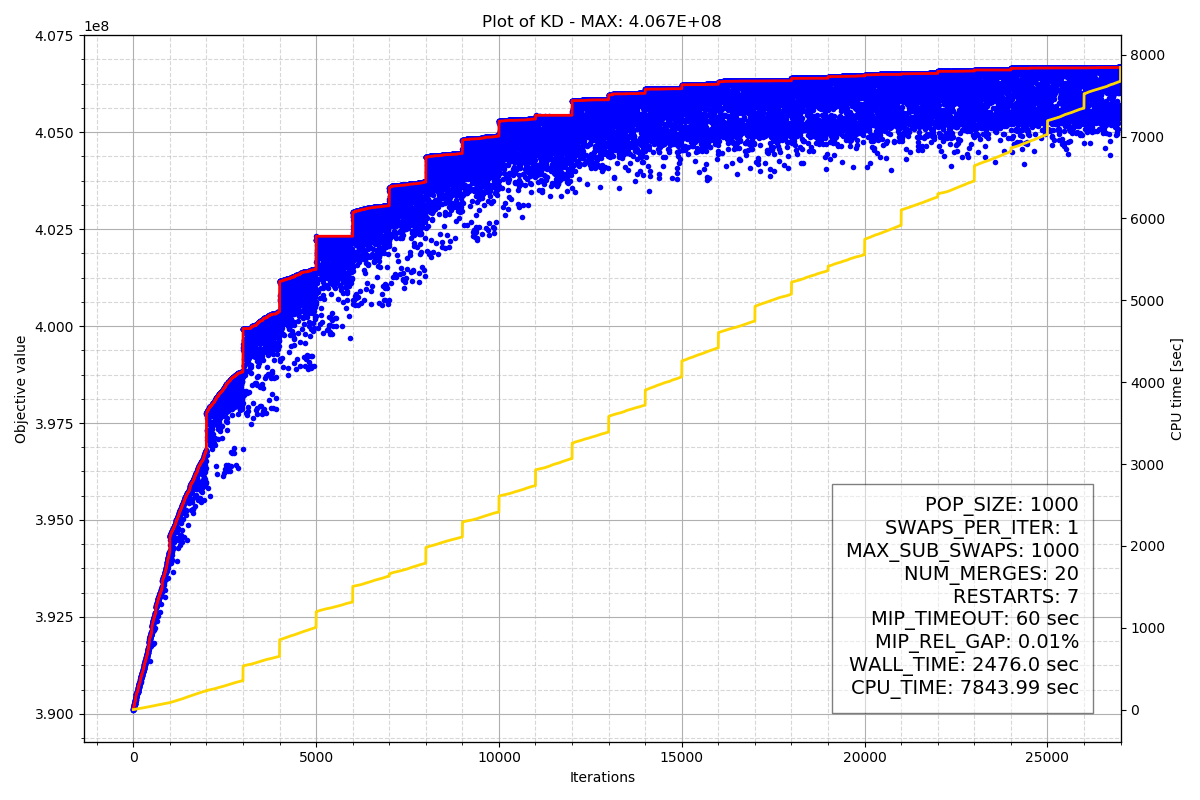 Plot of KD - MAX: 4.067E+08
1e8
4.075
4.050
4.025
4.000
3.975
3.950
3.925
3.900
Objective value
8000
7000
6000
5000
4000
3000
2000
1000
0
CPU time [sec]
POP_SIZE: 1000
SWAPS_PER_ITER: 1
MAX_SUB_SWAPS: 1000
NUM_MERGES: 20
RESTARTS: 7
MIP_TIMEOUT: 60 sec
MIP_REL_GAP: 0.01%
WALL_TIME: 2476.0 sec
CPU_TIME: 7843.99 sec
0 5000 10000 15000 20000 25000
Iterations